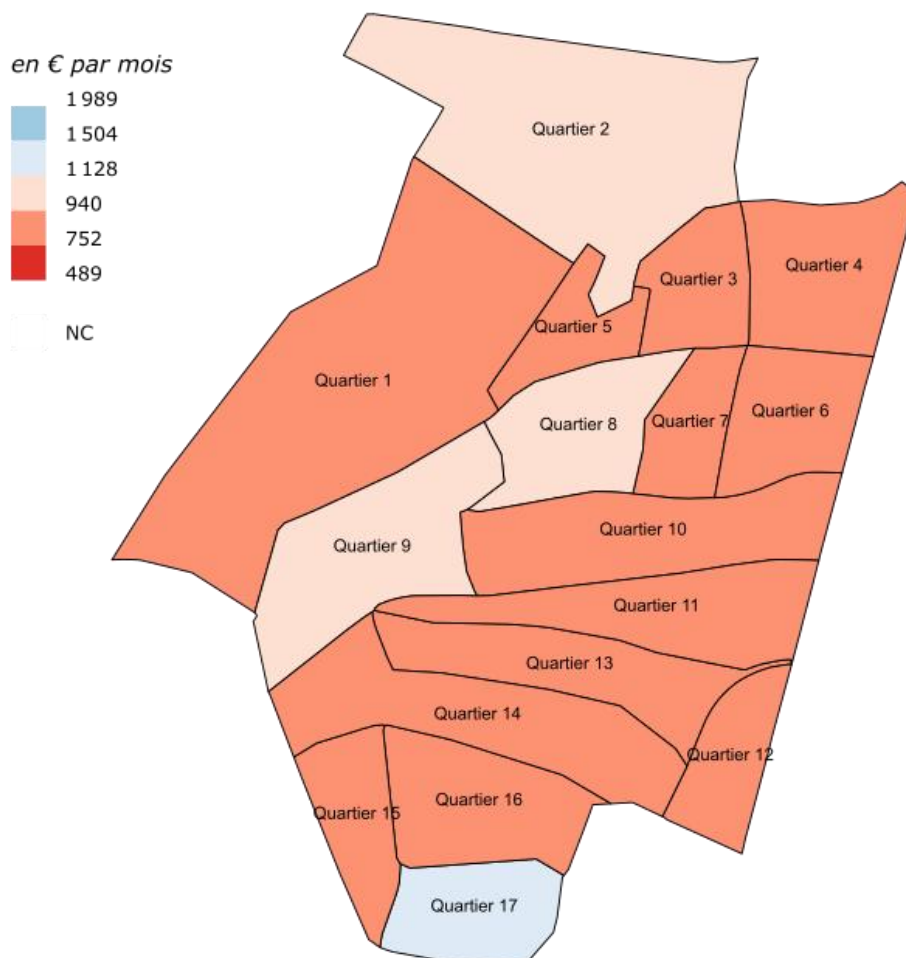 en € par mois
1 989
1 504
1 128
940
752
489
NC
Quartier 2
Quartier 4
Quartier 3
Quartier 5
Quartier 1
Quartier 6
Quartier 7
Quartier 8
Quartier 10
Quartier 9
Quartier 11
Quartier 13
Quartier 14
Quartier 12
Quartier 16
Quartier 15
Quartier 17